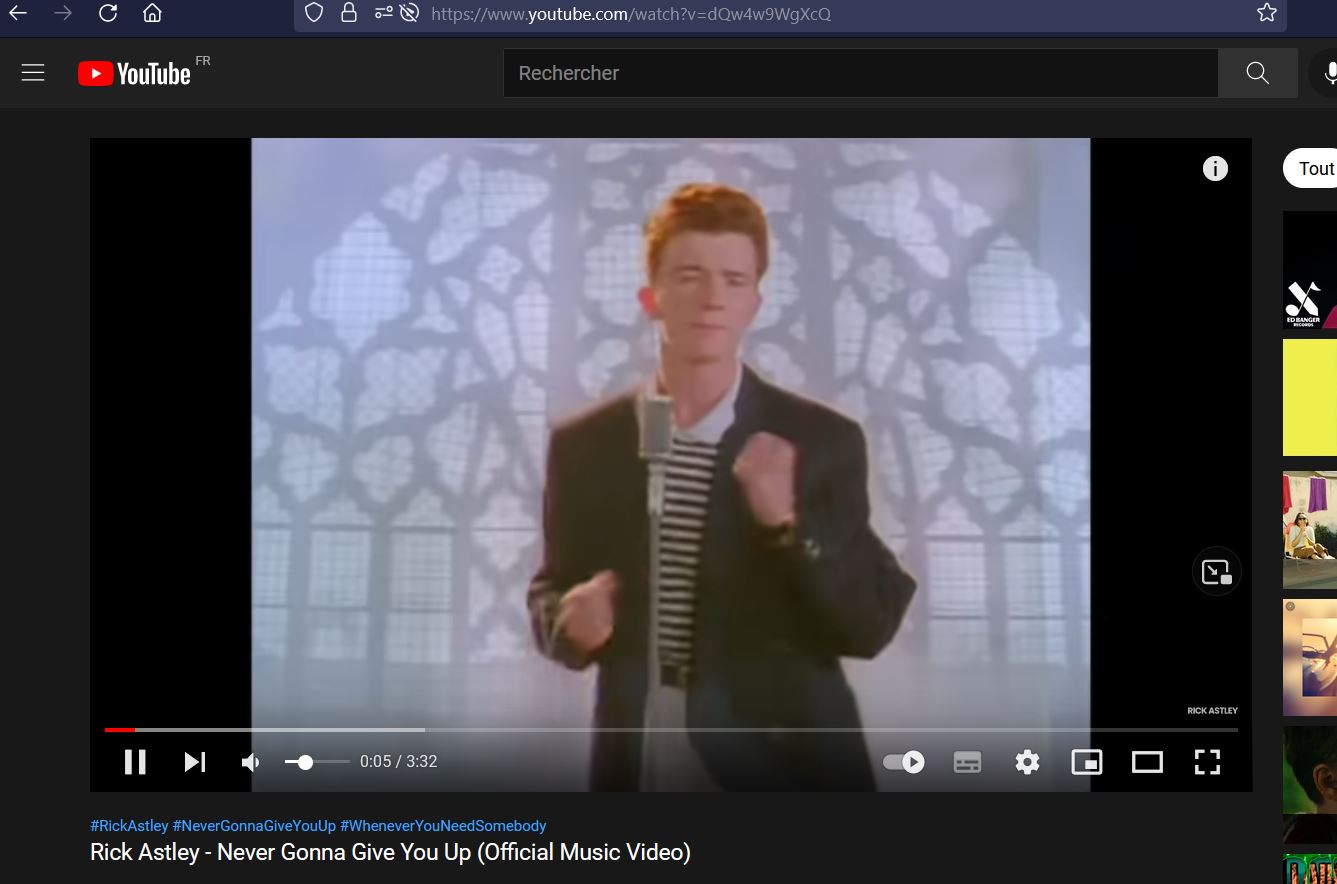 https://www.youtube.com/watch?v=dQw4w9WgXcQ
YouTube FR
Rechercher
Tout
ED BANGER
RECORDS
RICK ASTLEY
0:05 / 3:32
#RickAstley #NeverGonnaGiveYouUp #WheneverYouNeedSomebody
Rick Astley - Never Gonna Give You Up (Official Music Video)